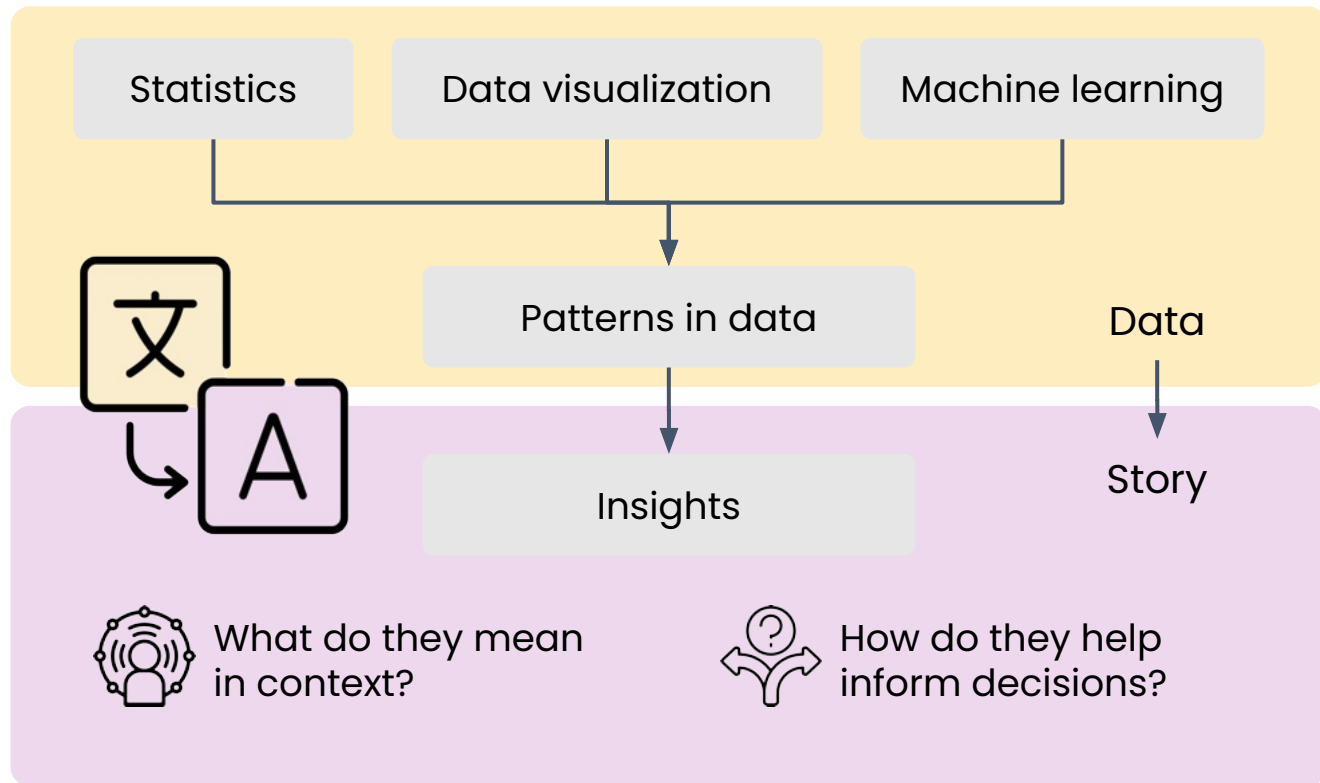 Statistics
Data visualization
Machine learning
文
A
Patterns in data
Data
Insights
Story
What do they mean
in context?
?
How do they help
inform decisions?